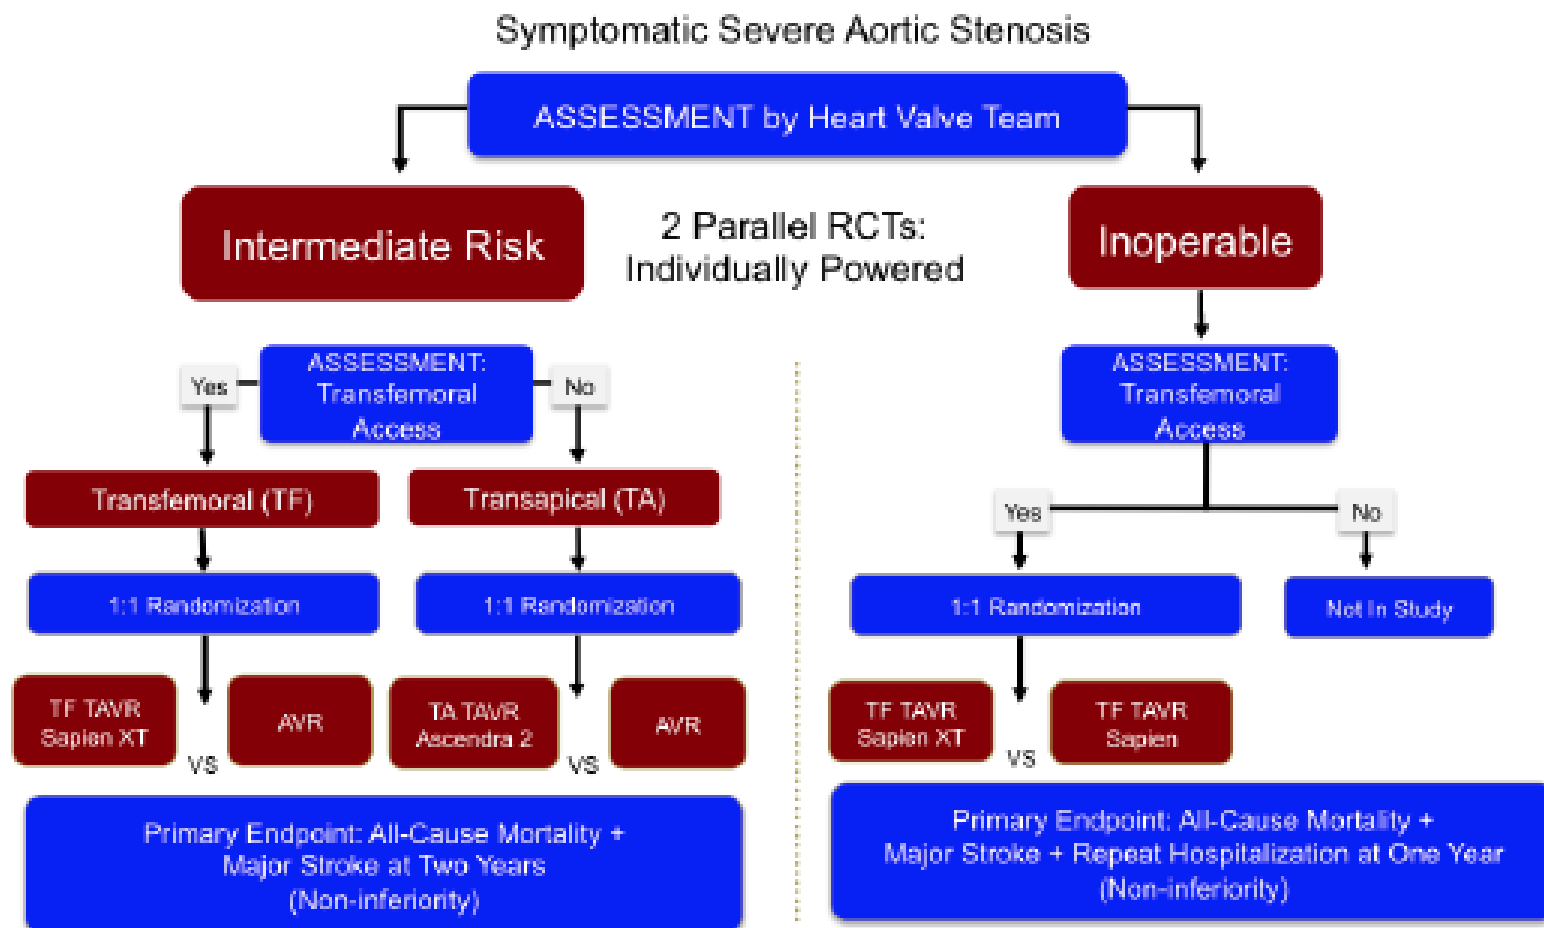 Symptomatic Severe Aortic Stenosis
ASSESSMENT by Heart Valve Team
Intermediate Risk
2 Parallel RCTs:
Individually Powered
Inoperable
ASSESSMENT:
Transfemoral
Access
Yes
No
Transfemoral (TF)
Transapical (TA)
1:1 Randomization
1:1 Randomization
TF TAVR
Sapien XT
VS
AVR
TA TAVR
Ascendra 2
VS
AVR
Primary Endpoint: All-Cause Mortality +
Major Stroke at Two Years
(Non-inferiority)
ASSESSMENT:
Transfemoral
Access
Yes
No
1:1 Randomization
Not In Study
TF TAVR
Sapien XT
VS
TF TAVR
Sapien
Primary Endpoint: All-Cause Mortality +
Major Stroke + Repeat Hospitalization at One Year
(Non-inferiority)